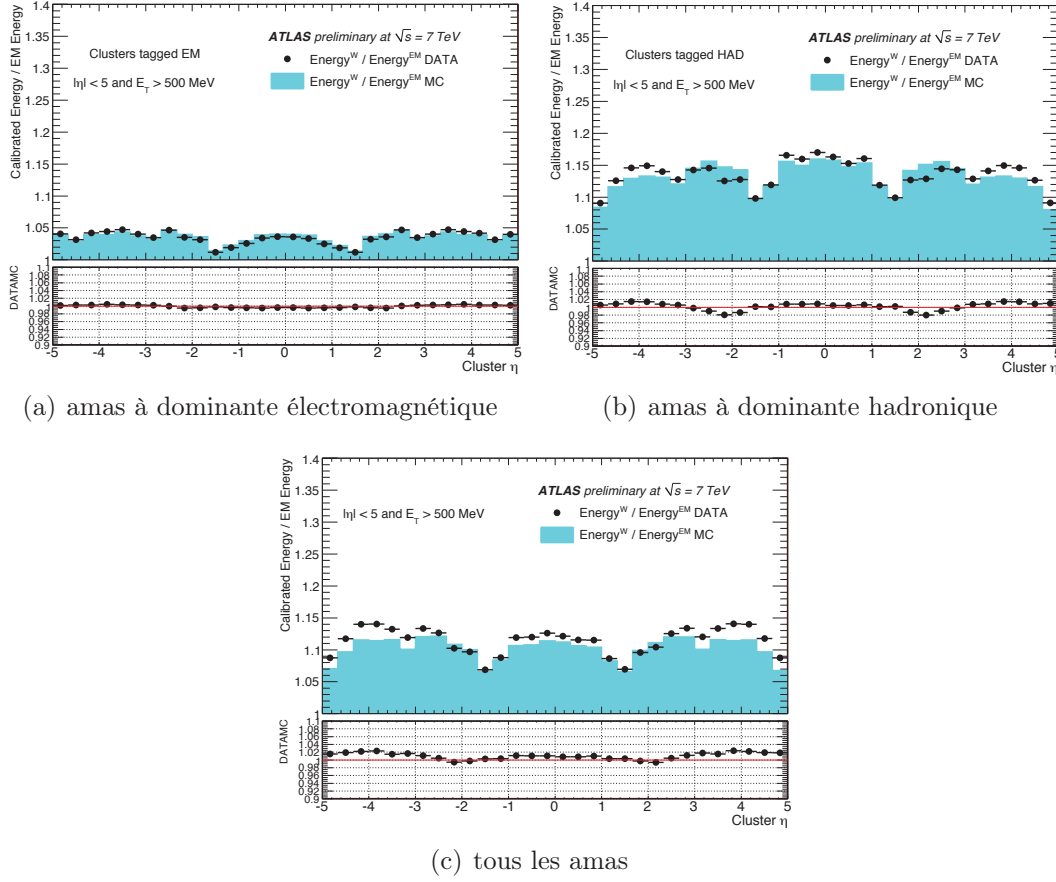 Calibrated Energy / EM Energy
1.4
1.35
1.3
1.25
1.2
1.15
1.1
1.05
1
ATLAS preliminary at √s = 7 TeV
Clusters tagged EM
Energy^W / Energy^EM DATA
|η| < 5 and E_T > 500 MeV
Energy^W / Energy^EM MC
DATAMC
1.1
1.08
1.06
1.04
1.02
1
0.98
0.96
0.94
0.92
0.9
-5 -4 -3 -2 -1 0 1 2 3 4 5
Cluster η
(a) amas à dominante électromagnétique
Calibrated Energy / EM Energy
1.4
1.35
1.3
1.25
1.2
1.15
1.1
1.05
1
ATLAS preliminary at √s = 7 TeV
Clusters tagged HAD
Energy^W / Energy^EM DATA
|η| < 5 and E_T > 500 MeV
Energy^W / Energy^EM MC
DATAMC
1.1
1.08
1.06
1.04
1.02
1
0.98
0.96
0.94
0.92
0.9
-5 -4 -3 -2 -1 0 1 2 3 4 5
Cluster η
(b) amas à dominante hadronique
Calibrated Energy / EM Energy
1.4
1.35
1.3
1.25
1.2
1.15
1.1
1.05
1
ATLAS preliminary at √s = 7 TeV
|η| < 5 and E_T > 500 MeV
Energy^W / Energy^EM DATA
Energy^W / Energy^EM MC
DATAMC
1.1
1.08
1.06
1.04
1.02
1
0.98
0.96
0.94
0.92
0.9
-5 -4 -3 -2 -1 0 1 2 3 4 5
Cluster η
(c) tous les amas